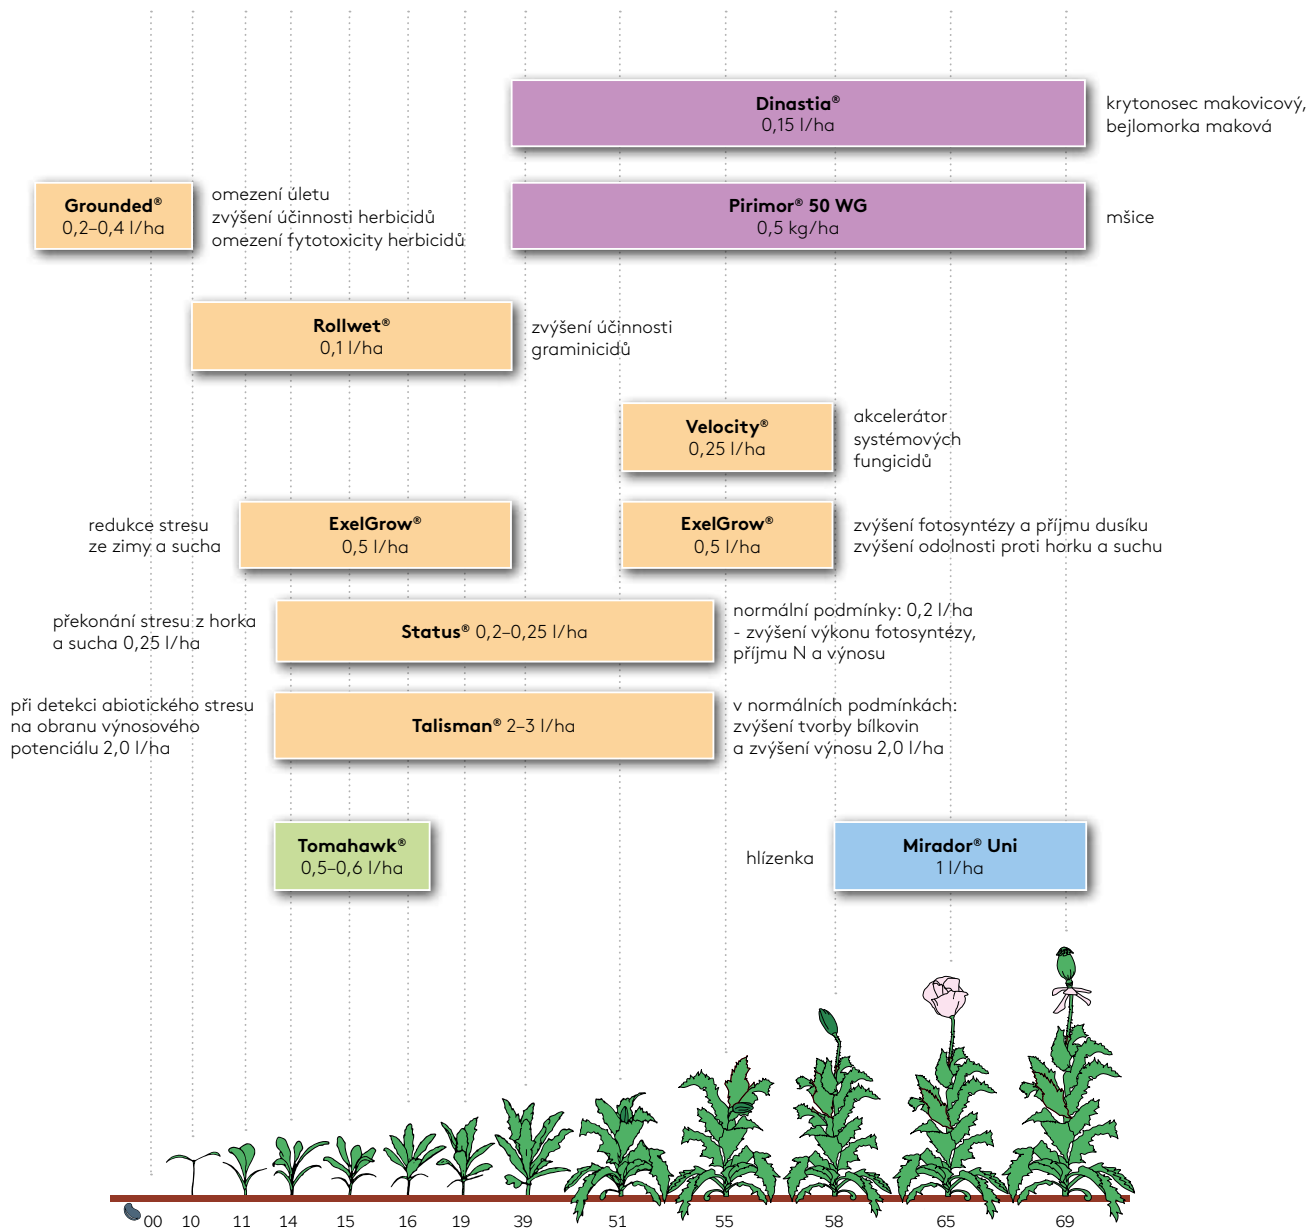 Dinastia®
0,15 l/ha
krytonosec makovicový,
bejlomorka maková
Grounded®
0,2–0,4 l/ha
omezení úletu
zvýšení účinnosti herbicidů
omezení fytotoxicity herbicidů
Pirimor® 50 WG
0,5 kg/ha
mšice
Rollwet®
0,1 l/ha
zvýšení účinnosti
graminicidů
Velocity®
0,25 l/ha
akcelerátor
systémových
fungicidů
redukce stresu
ze zimy a sucha
ExelGrow®
0,5 l/ha
ExelGrow®
0,5 l/ha
zvýšení fotosyntézy a příjmu dusíku
zvýšení odolnosti proti horku a suchu
překonání stresu z horka
a sucha 0,25 l/ha
Status® 0,2–0,25 l/ha
normální podmínky: 0,2 l/ha
- zvýšení výkonu fotosyntézy,
příjmu N a výnosu
při detekci abiotického stresu
na obranu výnosového
potenciálu 2,0 l/ha
Talisman® 2–3 l/ha
v normálních podmínkách:
zvýšení tvorby bílkovin
a zvýšení výnosu 2,0 l/ha
Tomahawk®
0,5–0,6 l/ha
hlízenka
Mirador® Uni
1 l/ha
00 10 11 14 15 16 19 39 51 55 58 65 69